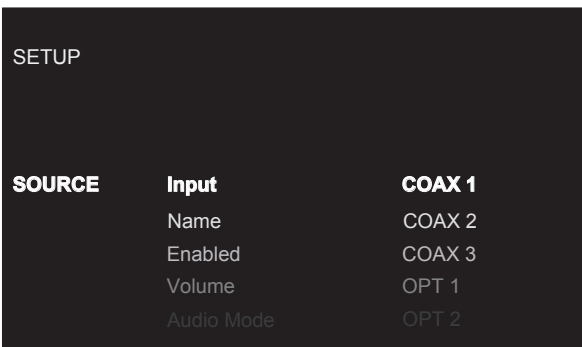 SETUP
SOURCE Input COAX 1
Name COAX 2
Enabled COAX 3
Volume OPT 1
Audio Mode OPT 2